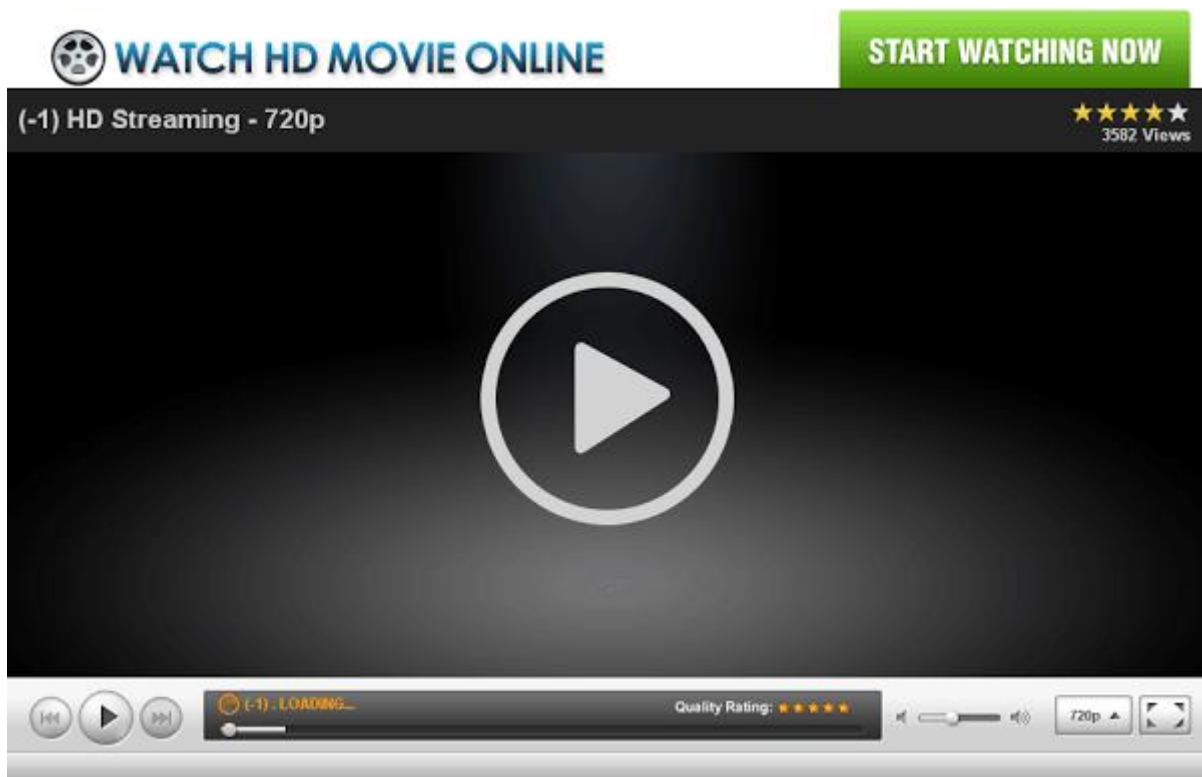 WATCH HD MOVIE ONLINE
START WATCHING NOW
(-1) HD Streaming - 720p
3582 Views
(-1) . LOADING...
Quality Rating:
720p